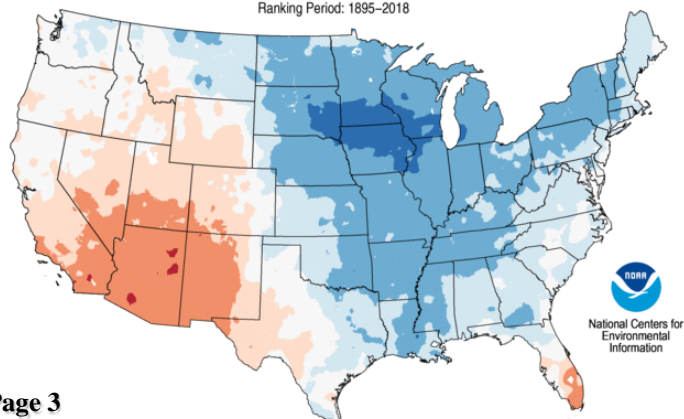 Ranking Period: 1895–2018
NOAA
National Centers for
Environmental
Information
Page 3